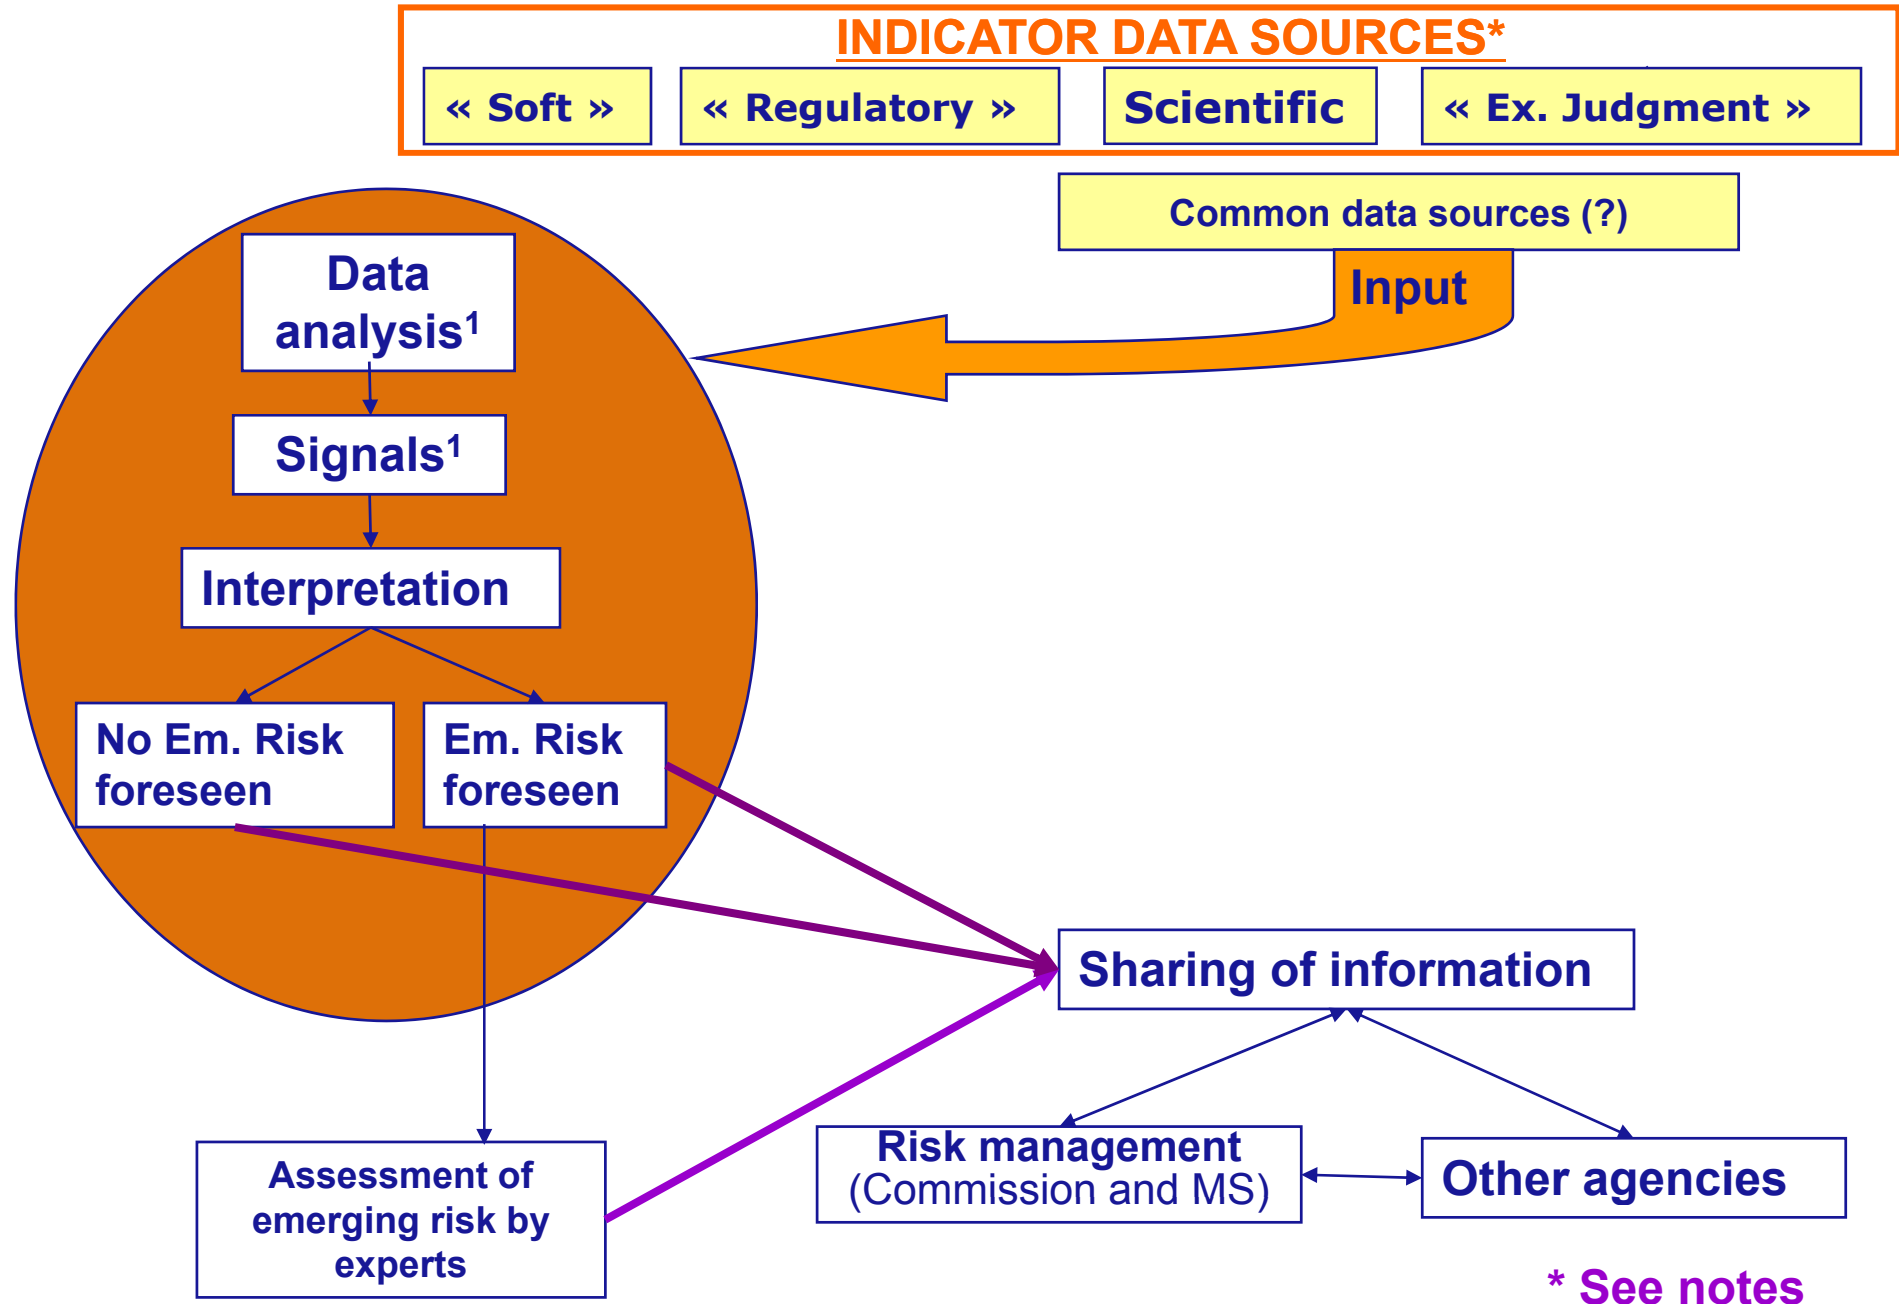 INDICATOR DATA SOURCES*
« Soft »
« Regulatory »
Scientific
« Ex. Judgment »
Common data sources (?)
Input
Data
analysis¹
Signals¹
Interpretation
No Em. Risk
foreseen
Em. Risk
foreseen
Sharing of information
Risk management
(Commission and MS)
Other agencies
Assessment of
emerging risk by
experts
* See notes